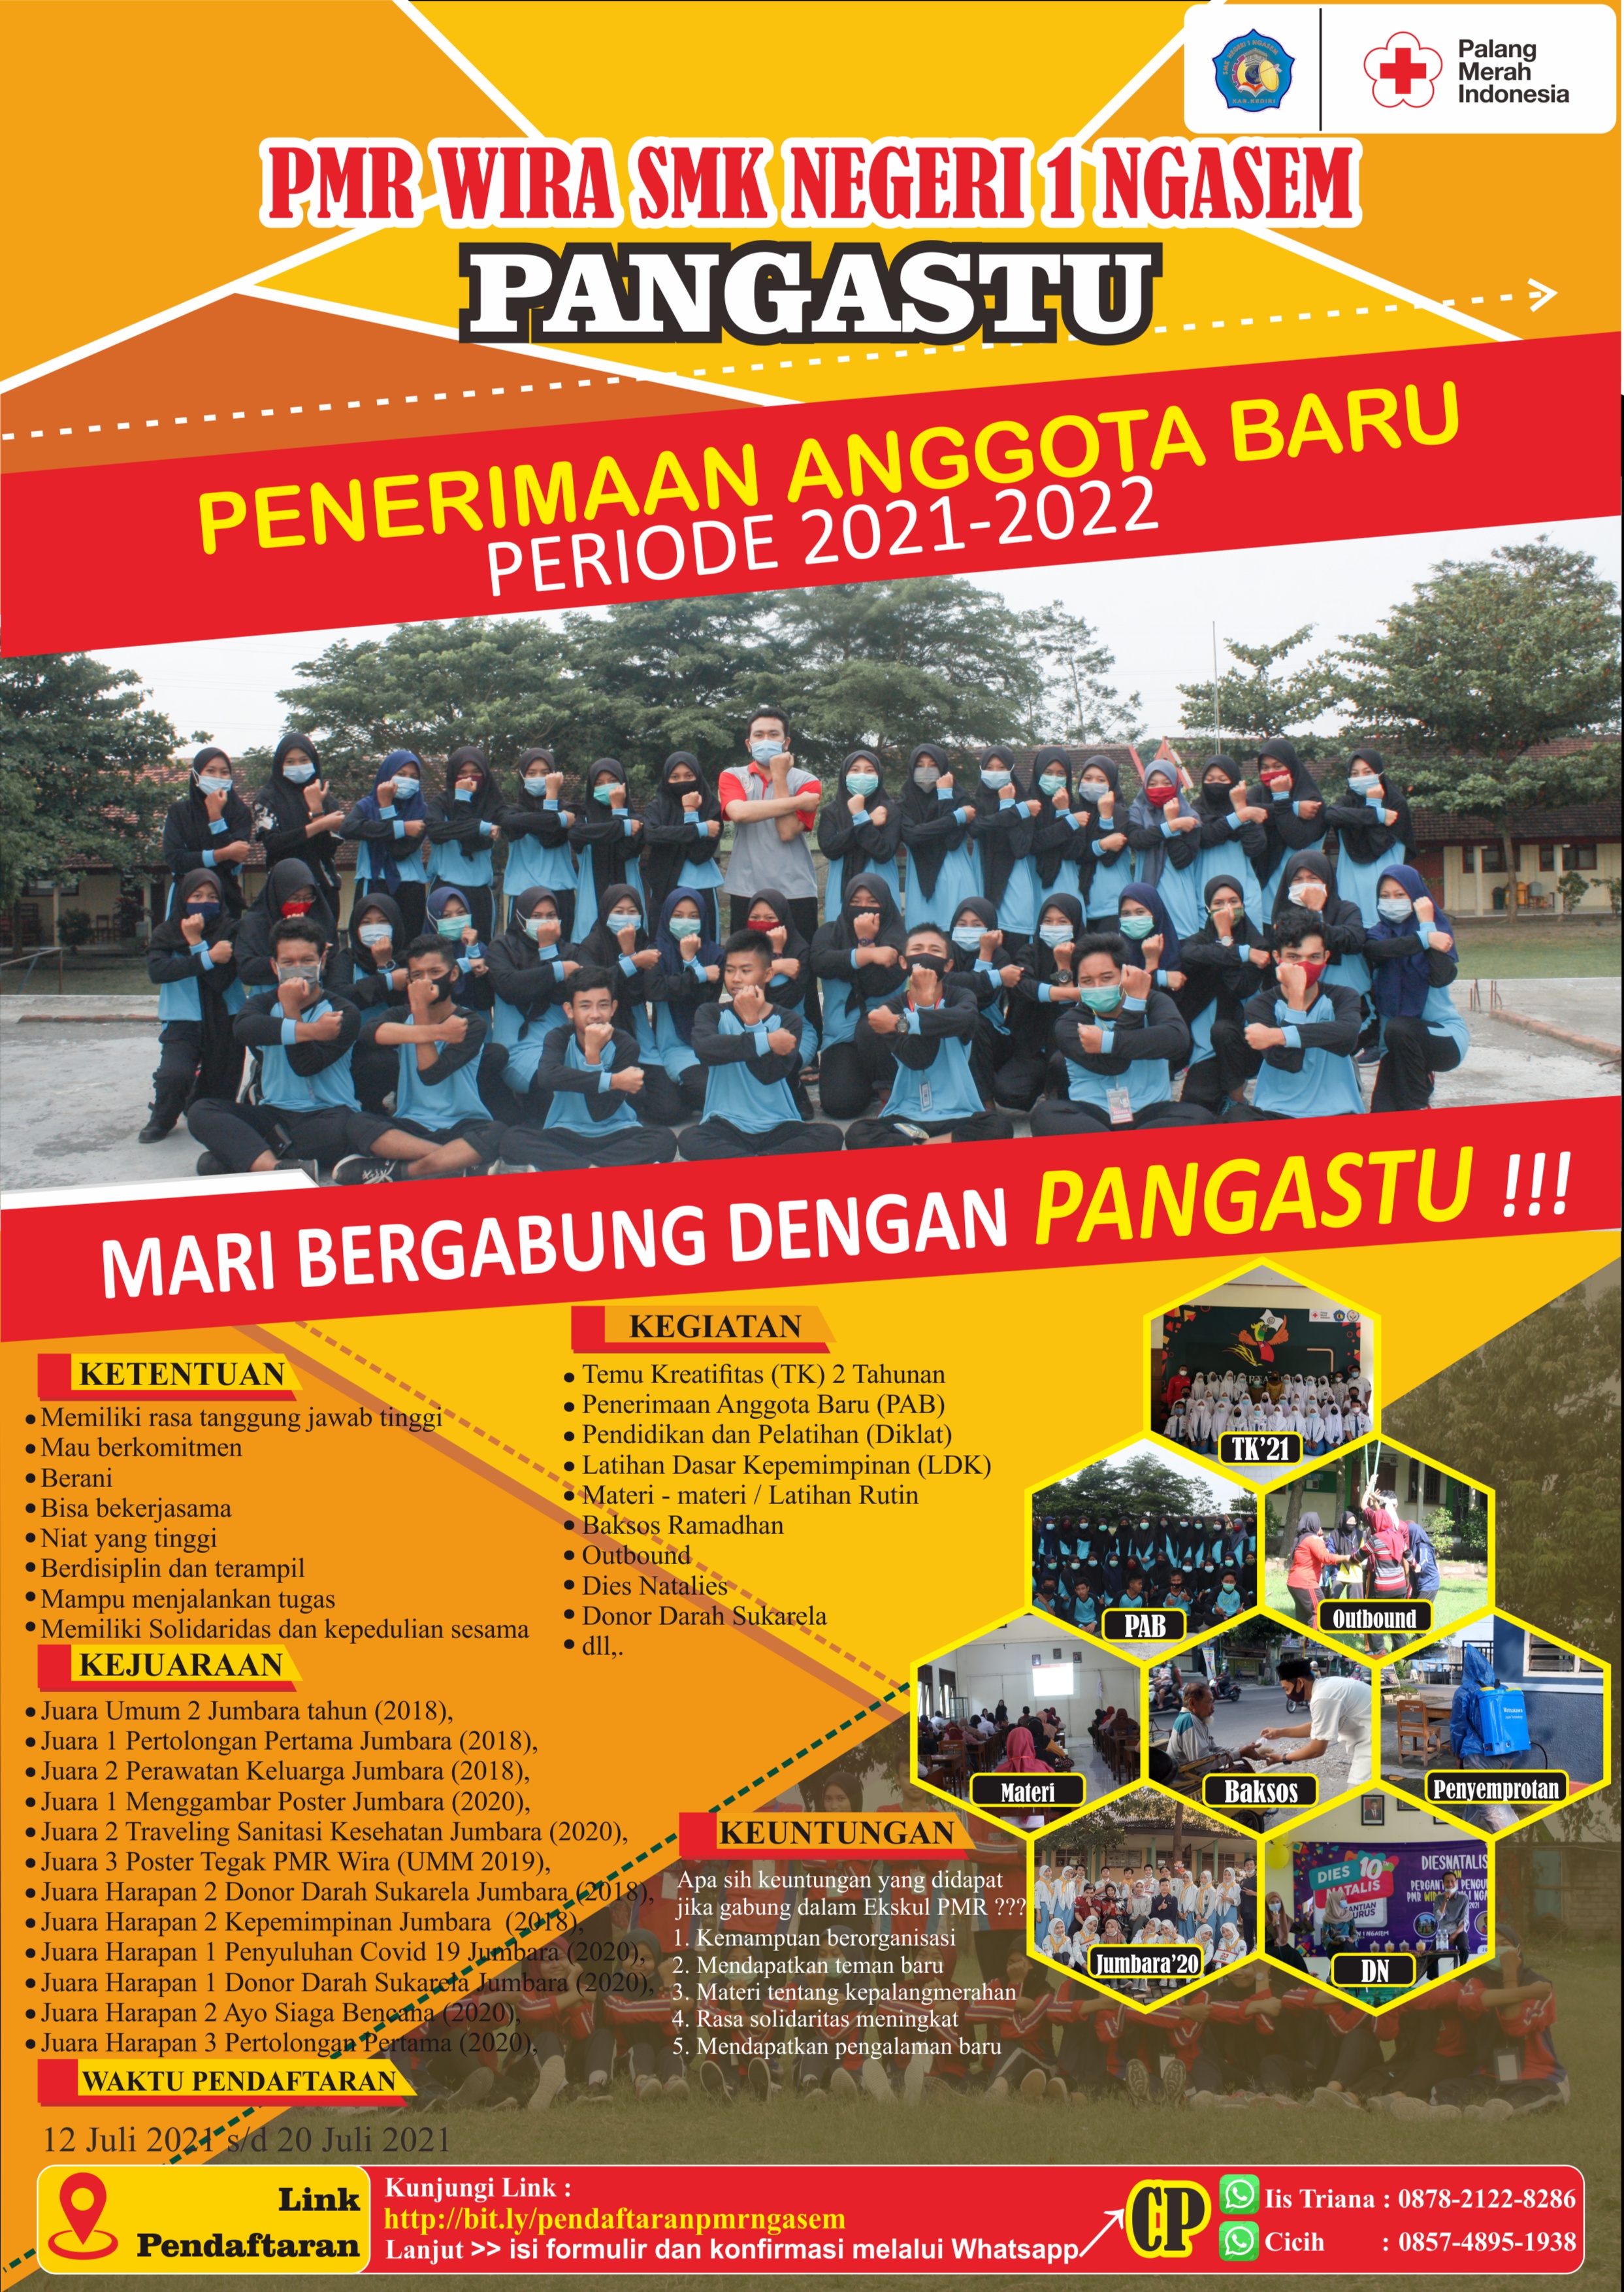 SMK NEGERI 1 NGASEM
KAB.KEDIRI
Palang
Merah
Indonesia
PMR WIRA SMK NEGERI 1 NGASEM
PANGASTU
PENERIMAAN ANGGOTA BARU
PERIODE 2021-2022
MARI BERGABUNG DENGAN PANGASTU !!!
KETENTUAN
• Memiliki rasa tanggung jawab tinggi
• Mau berkomitmen
• Berani
• Bisa bekerjasama
• Niat yang tinggi
• Berdisiplin dan terampil
• Mampu menjalankan tugas
• Memiliki Solidaridas dan kepedulian sesama
KEJUARAAN
• Juara Umum 2 Jumbara tahun (2018),
• Juara 1 Pertolongan Pertama Jumbara (2018),
• Juara 2 Perawatan Keluarga Jumbara (2018),
• Juara 1 Menggambar Poster Jumbara (2020),
• Juara 2 Traveling Sanitasi Kesehatan Jumbara (2020),
• Juara 3 Poster Tegak PMR Wira (UMM 2019),
• Juara Harapan 2 Donor Darah Sukarela Jumbara (2018),
• Juara Harapan 2 Kepemimpinan Jumbara (2018),
• Juara Harapan 1 Penyuluhan Covid 19 Jumbara (2020),
• Juara Harapan 1 Donor Darah Sukarela Jumbara (2020),
• Juara Harapan 2 Ayo Siaga Bencana (2020),
• Juara Harapan 3 Pertolongan Pertama (2020),
WAKTU PENDAFTARAN
12 Juli 2021 s/d 20 Juli 2021
KEGIATAN
• Temu Kreatifitas (TK) 2 Tahunan
• Penerimaan Anggota Baru (PAB)
• Pendidikan dan Pelatihan (Diklat)
• Latihan Dasar Kepemimpinan (LDK)
• Materi - materi / Latihan Rutin
• Baksos Ramadhan
• Outbound
• Dies Natalies
• Donor Darah Sukarela
• dll,.
KEUNTUNGAN
Apa sih keuntungan yang didapat
jika gabung dalam Ekskul PMR ???
1. Kemampuan berorganisasi
2. Mendapatkan teman baru
3. Materi tentang kepalangmerahan
4. Rasa solidaritas meningkat
5. Mendapatkan pengalaman baru
TK'21
PAB
Outbound
Materi
Baksos
Penyemprotan
Jumbara'20
DIES 10
NATALIS
DIESNATALIS
DN
Link
Pendaftaran
Kunjungi Link :
http://bit.ly/pendaftaranpmrngasem
Lanjut >> isi formulir dan konfirmasi melalui Whatsapp
CP
Iis Triana : 0878-2122-8286
Cicih : 0857-4895-1938